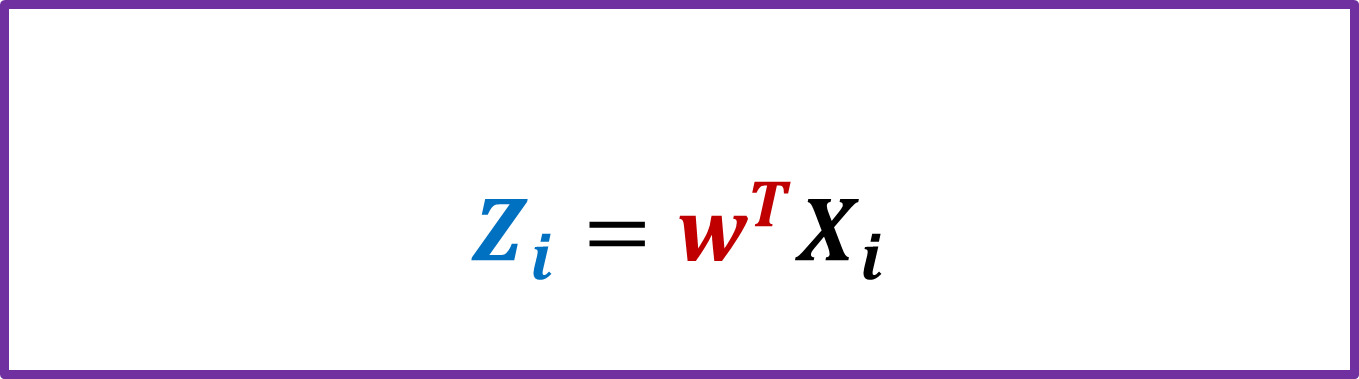 Z_i = w^T X_i